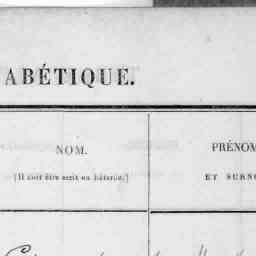 ABÉTIQUE.
NOM. PRÉNOM
[Il doit être écrit en bâtarde.] ET SURNO